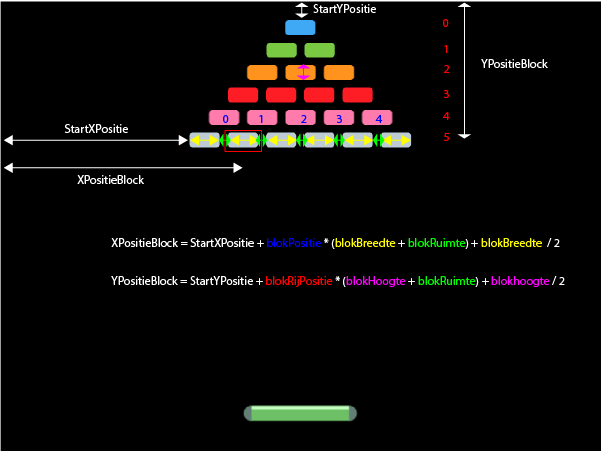 StartYPositie
0
1
2
YPositieBlock
3
0 1 2 3 4
4
5
StartXPositie
XPositieBlock
XPositieBlock = StartXPositie + blokPositie * (blokBreedte + blokRuimte) + blokBreedte / 2
YPositieBlock = StartYPositie + blokRijPositie * (blokHoogte + blokRuimte) + blokhoogte / 2